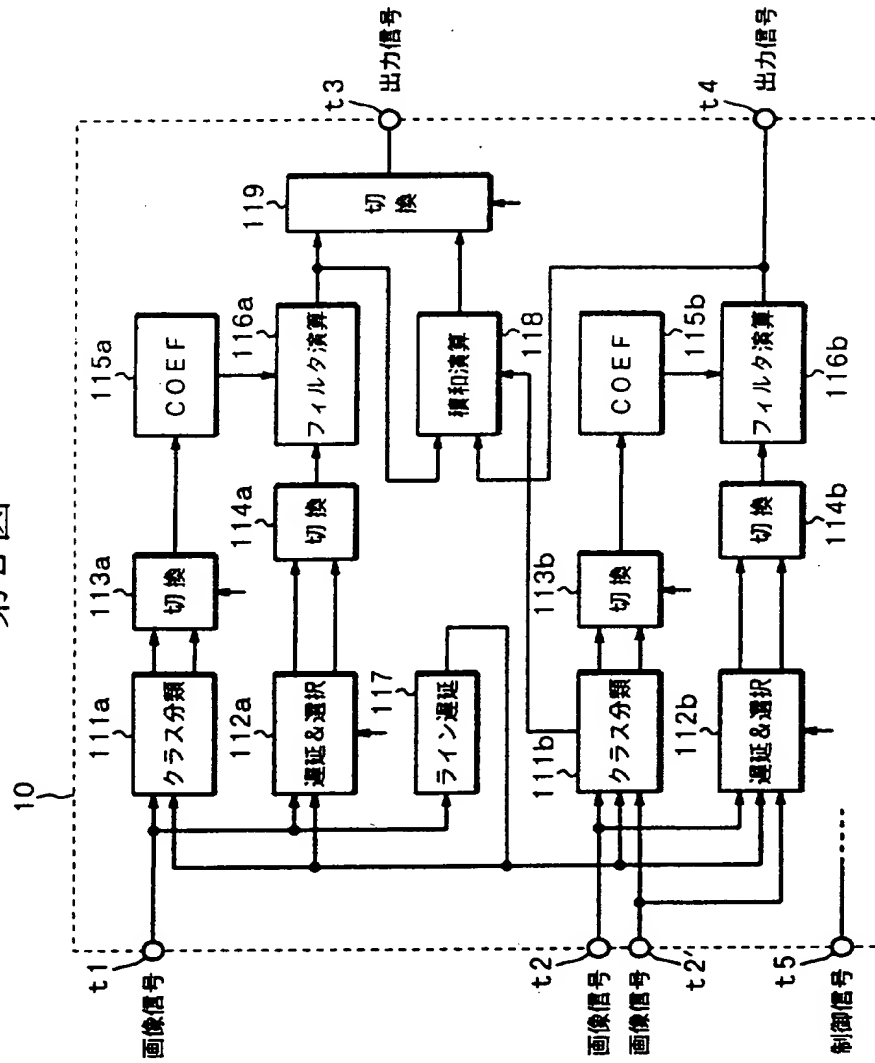 第2図
10
t1
画像信号
111a
クラス分類
113a
切換
115a
COEF
112a
遅延&選択
114a
切換
116a
フィルタ演算
117
ライン遅延
118
積和演算
119
切換
t3
出力信号
t2
画像信号
t2'
画像信号
111b
クラス分類
113b
切換
115b
COEF
112b
遅延&選択
114b
切換
116b
フィルタ演算
t4
出力信号
t5
制御信号